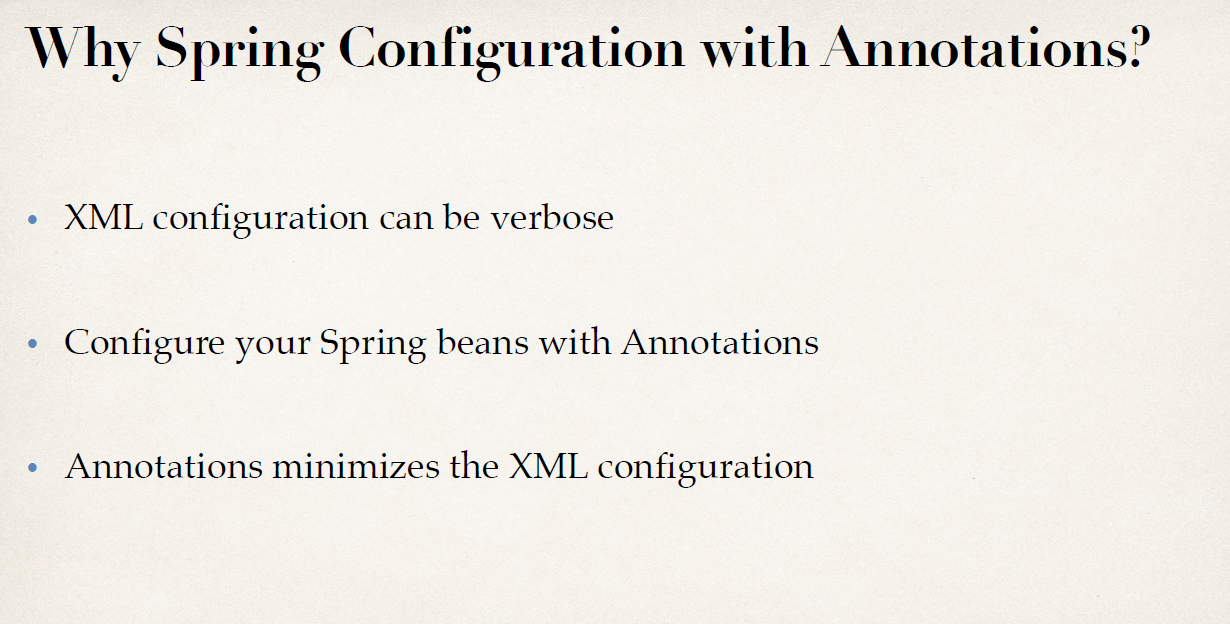 Why Spring Configuration with Annotations?
• XML configuration can be verbose
• Configure your Spring beans with Annotations
• Annotations minimizes the XML configuration